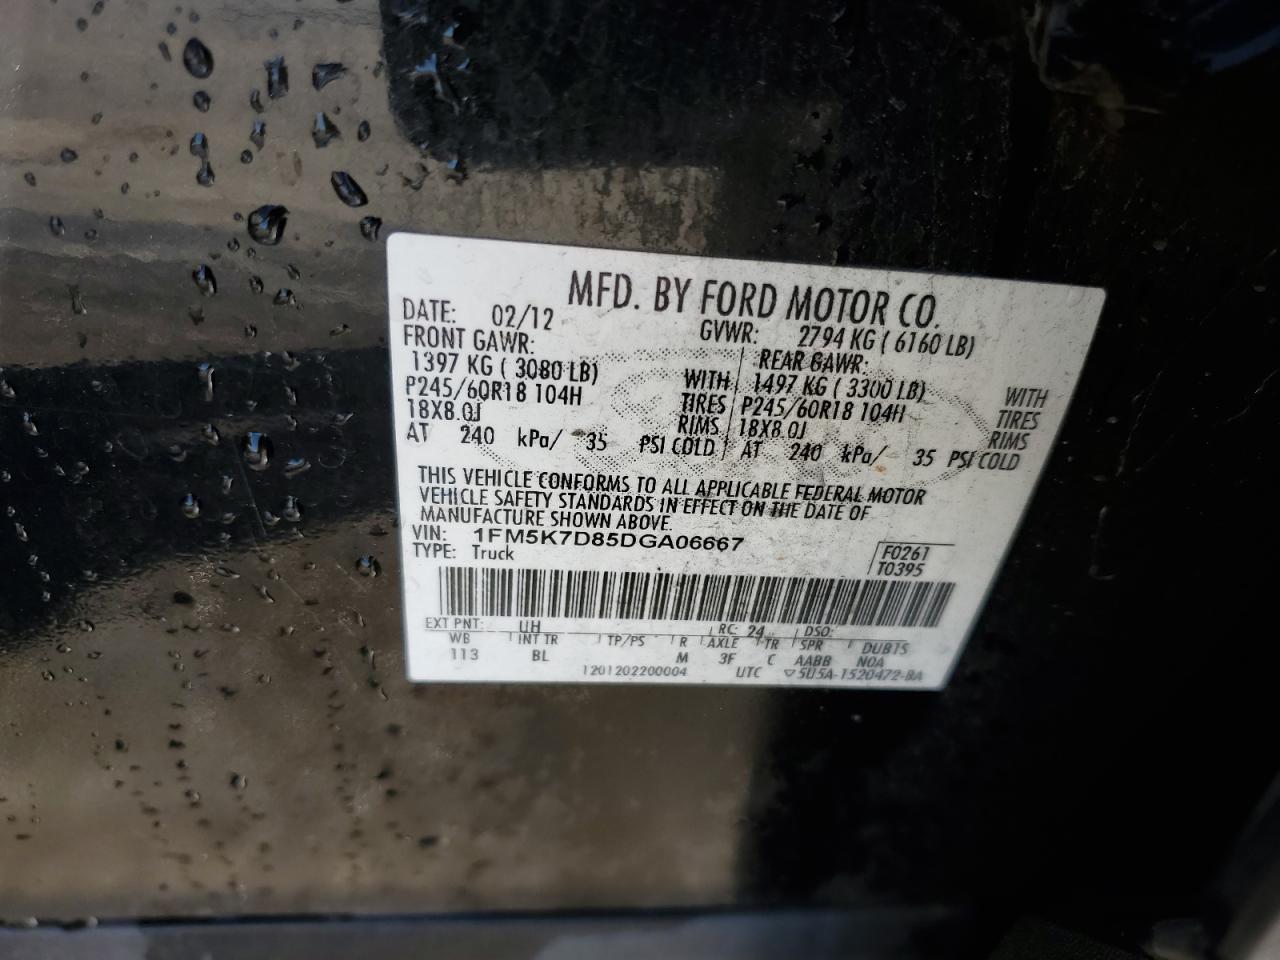 MFD. BY FORD MOTOR CO.
DATE: 02/12 GVWR: 2794 KG ( 6160 LB)
FRONT GAWR: REAR GAWR:
1397 KG ( 3080 LB) WITH 1497 KG ( 3300 LB) WITH
P245/60R18 104H TIRES P245/60R18 104H TIRES
18X8.0J RIMS 18X8.0J RIMS
AT 240 kPa/ 35 PSI COLD AT 240 kPa/ 35 PSI COLD
THIS VEHICLE CONFORMS TO ALL APPLICABLE FEDERAL MOTOR
VEHICLE SAFETY STANDARDS IN EFFECT ON THE DATE OF
MANUFACTURE SHOWN ABOVE.
VIN: 1FM5K7D85DGA06667
TYPE: Truck
F0261
T0395
EXT PNT: UH RC: 24 DSO:
WB INT TR TP/PS R AXLE TR SPR DUBTS
113 BL M 3F C AABB NOA
1201202200004 UTC ▽5U5A-1520472-BA